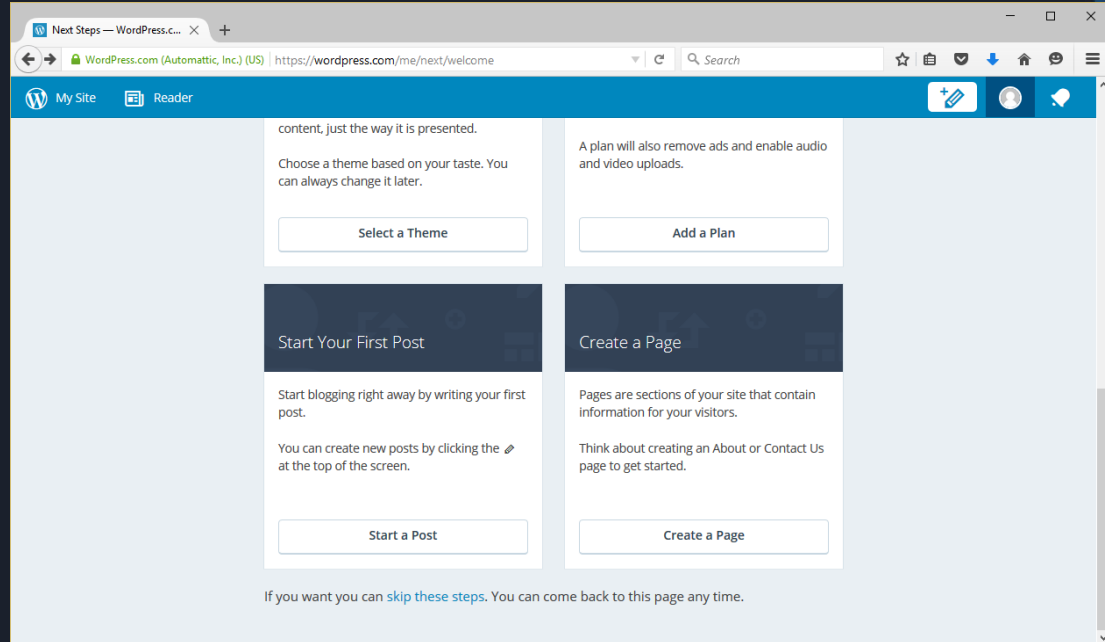 Next Steps — WordPress.c...
WordPress.com (Automattic, Inc.) (US)
https://wordpress.com/me/next/welcome
Search
My Site
Reader
content, just the way it is presented.
Choose a theme based on your taste. You
can always change it later.
Select a Theme
A plan will also remove ads and enable audio
and video uploads.
Add a Plan
Start Your First Post
Start blogging right away by writing your first
post.
You can create new posts by clicking the
at the top of the screen.
Start a Post
Create a Page
Pages are sections of your site that contain
information for your visitors.
Think about creating an About or Contact Us
page to get started.
Create a Page
If you want you can skip these steps. You can come back to this page any time.